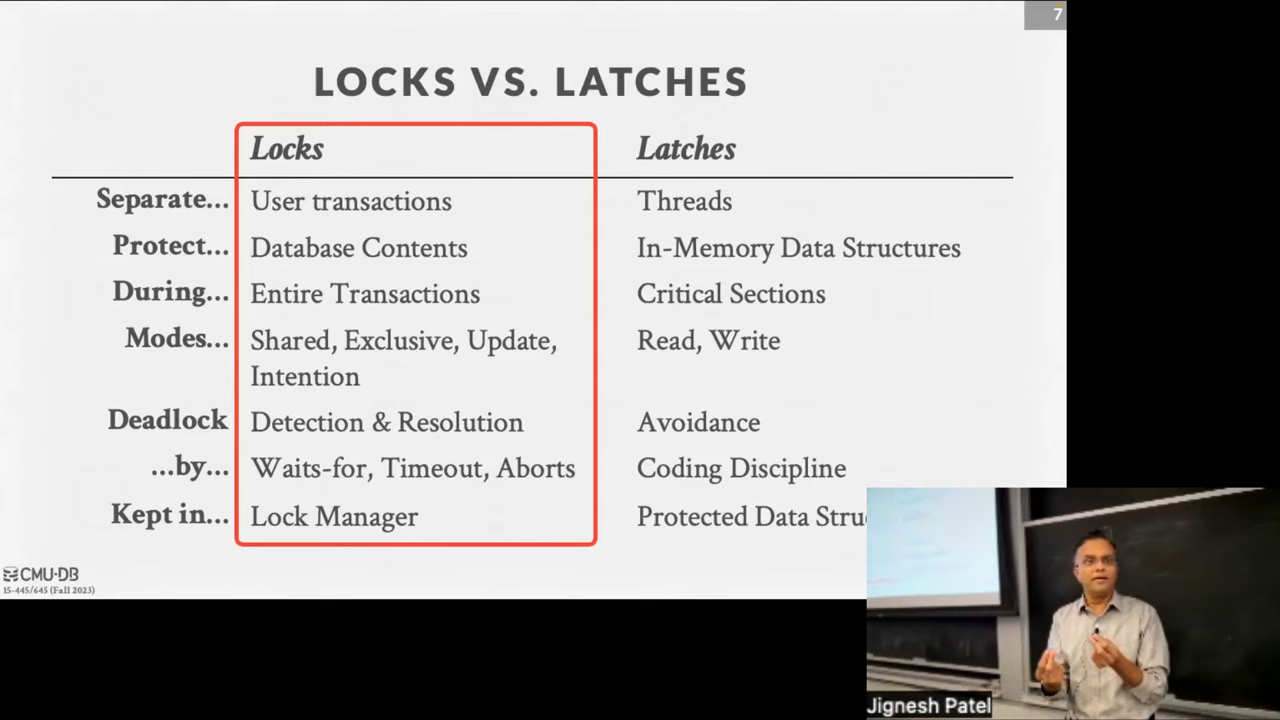 7
LOCKS VS. LATCHES
Locks Latches
Separate... User transactions Threads
Protect... Database Contents In-Memory Data Structures
During... Entire Transactions Critical Sections
Modes... Shared, Exclusive, Update, Read, Write
Intention
Deadlock Detection & Resolution Avoidance
...by... Waits-for, Timeout, Aborts Coding Discipline
Kept in... Lock Manager Protected Data Stru
CMU·DB
15-445/645 (Fall 2023)
Jignesh Patel